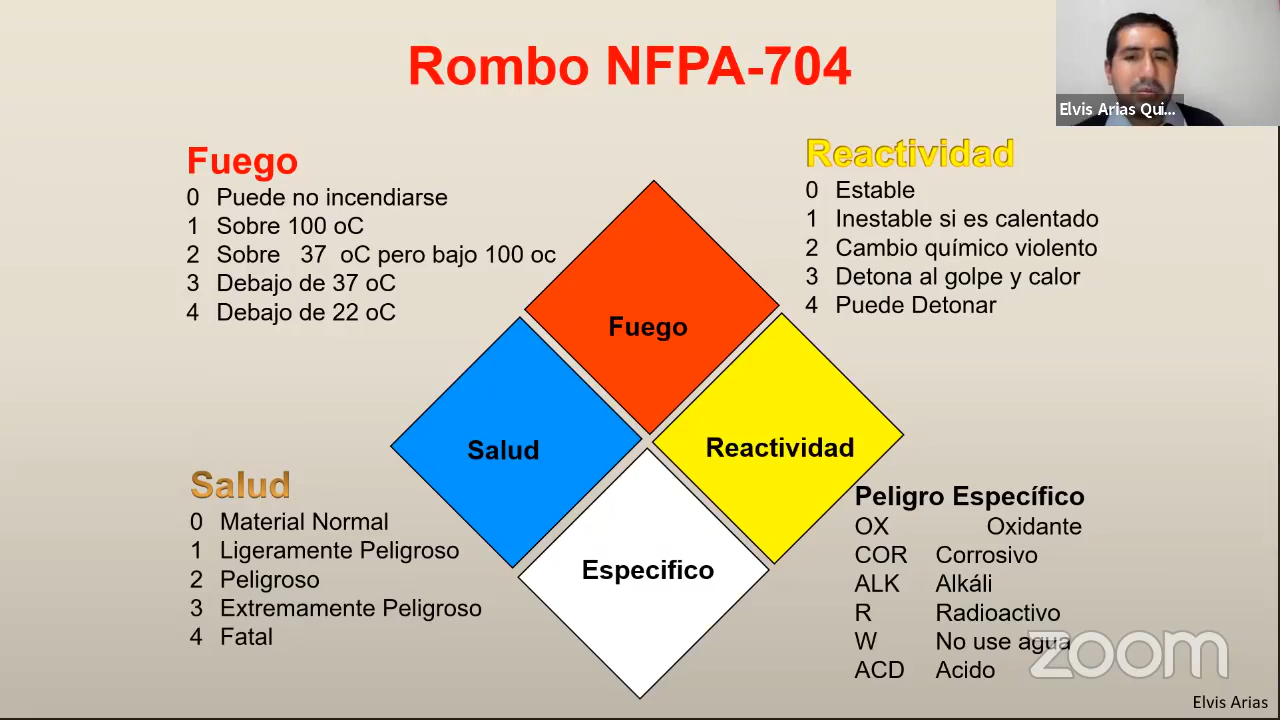 Rombo NFPA-704
Elvis Arias Qui...
Fuego
0 Puede no incendiarse
1 Sobre 100 oC
2 Sobre 37 oC pero bajo 100 oc
3 Debajo de 37 oC
4 Debajo de 22 oC
Reactividad
0 Estable
1 Inestable si es calentado
2 Cambio químico violento
3 Detona al golpe y calor
4 Puede Detonar
Fuego
Salud
Reactividad
Especifico
Salud
0 Material Normal
1 Ligeramente Peligroso
2 Peligroso
3 Extremamente Peligroso
4 Fatal
Peligro Específico
OX Oxidante
COR Corrosivo
ALK Alkáli
R Radioactivo
W No use agua
ACD Acido
zoom
Elvis Arias